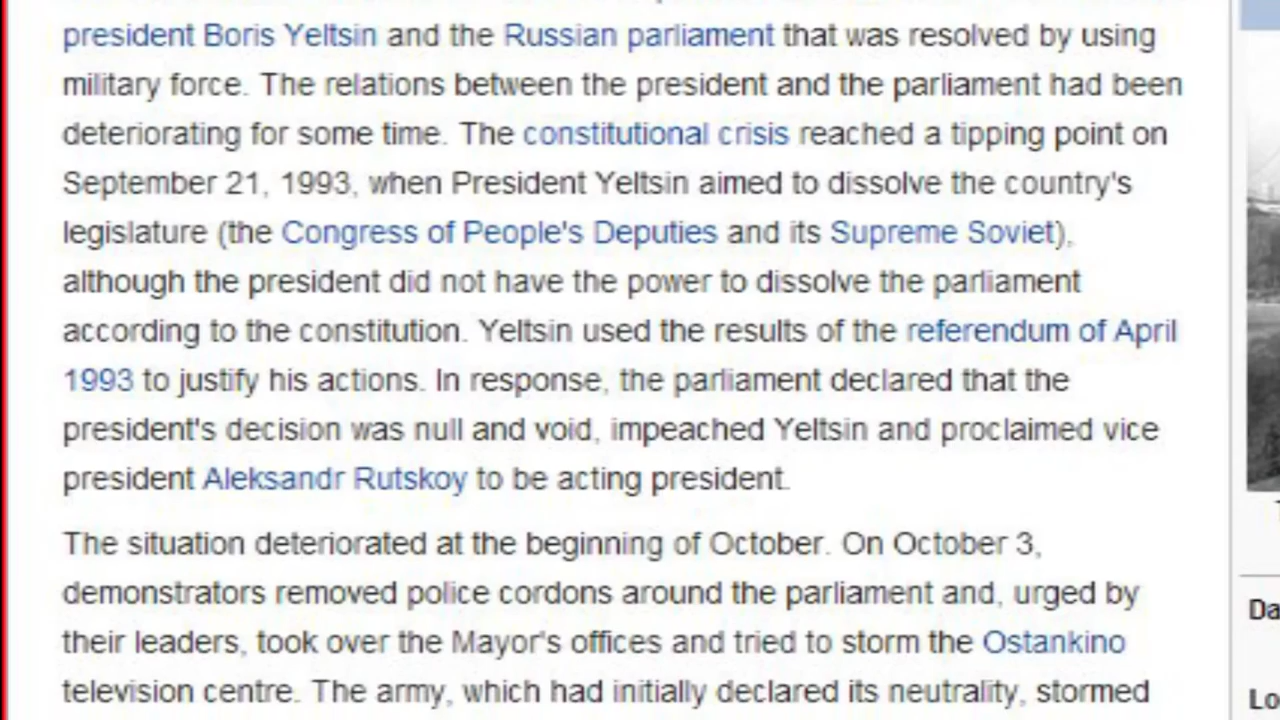 president Boris Yeltsin and the Russian parliament that was resolved by using
military force. The relations between the president and the parliament had been
deteriorating for some time. The constitutional crisis reached a tipping point on
September 21, 1993, when President Yeltsin aimed to dissolve the country's
legislature (the Congress of People's Deputies and its Supreme Soviet),
although the president did not have the power to dissolve the parliament
according to the constitution. Yeltsin used the results of the referendum of April
1993 to justify his actions. In response, the parliament declared that the
president's decision was null and void, impeached Yeltsin and proclaimed vice
president Aleksandr Rutskoy to be acting president.
The situation deteriorated at the beginning of October. On October 3,
demonstrators removed police cordons around the parliament and, urged by
their leaders, took over the Mayor's offices and tried to storm the Ostankino
television centre. The army, which had initially declared its neutrality, stormed
Da
Lo